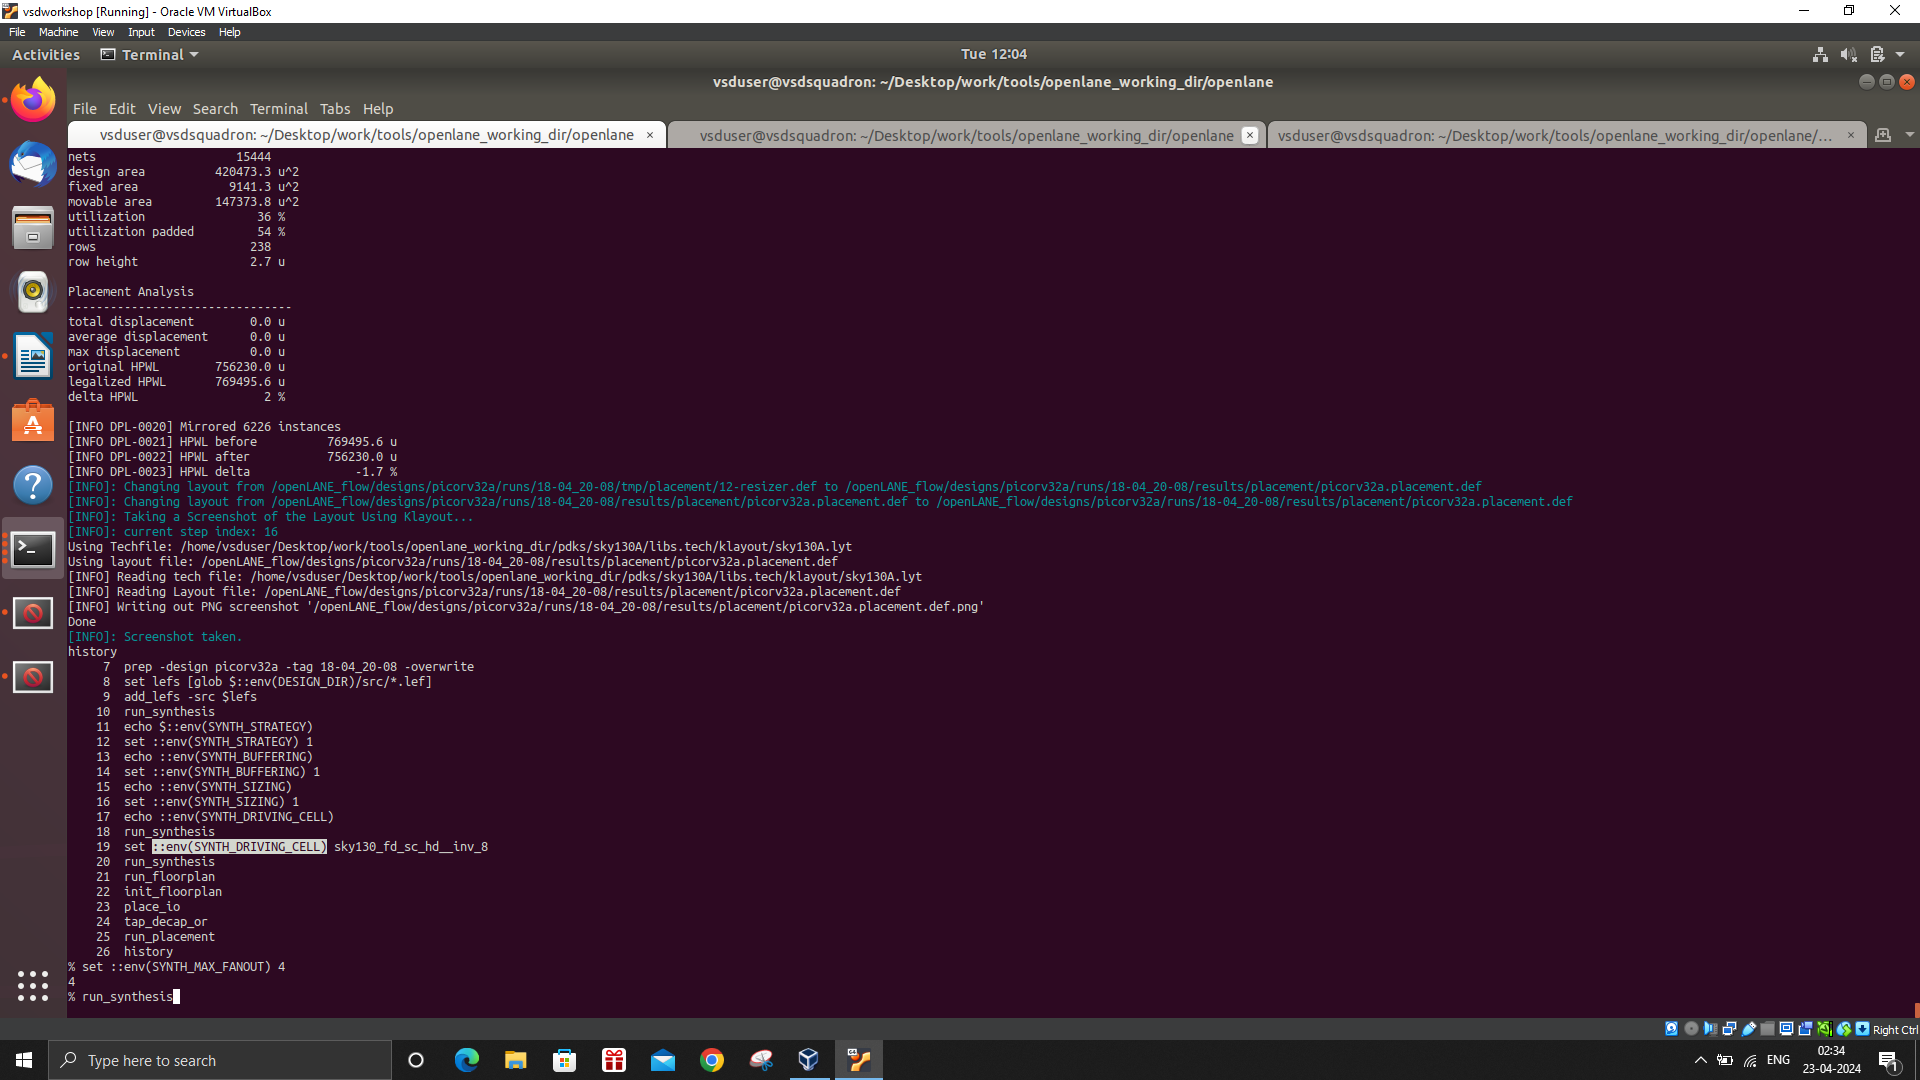 vsdworkshop [Running] - Oracle VM VirtualBox
File Machine View Input Devices Help
Activities Terminal Tue 12:04
vsduser@vsdsquadron: ~/Desktop/work/tools/openlane_working_dir/openlane
File Edit View Search Terminal Tabs Help
vsduser@vsdsquadron: ~/Desktop/work/tools/openlane_working_dir/openlane × vsduser@vsdsquadron: ~/Desktop/work/tools/openlane_working_dir/openlane × vsduser@vsdsquadron: ~/Desktop/work/tools/openlane_working_dir/openlane/... ×
nets 15444
design area 420473.3 u^2
fixed area 9141.3 u^2
movable area 147373.8 u^2
utilization 36 %
utilization padded 54 %
rows 238
row height 2.7 u
Placement Analysis
--------------------------------
total displacement 0.0 u
average displacement 0.0 u
max displacement 0.0 u
original HPWL 756230.0 u
legalized HPWL 769495.6 u
delta HPWL 2 %
[INFO DPL-0020] Mirrored 6226 instances
[INFO DPL-0021] HPWL before 769495.6 u
[INFO DPL-0022] HPWL after 756230.0 u
[INFO DPL-0023] HPWL delta -1.7 %
[INFO]: Changing layout from /openLANE_flow/designs/picorv32a/runs/18-04_20-08/tmp/placement/12-resizer.def to /openLANE_flow/designs/picorv32a/runs/18-04_20-08/results/placement/picorv32a.placement.def
[INFO]: Changing layout from /openLANE_flow/designs/picorv32a/runs/18-04_20-08/results/placement/picorv32a.placement.def to /openLANE_flow/designs/picorv32a/runs/18-04_20-08/results/placement/picorv32a.placement.def
[INFO]: Taking a Screenshot of the Layout Using Klayout...
[INFO]: current step index: 16
Using Techfile: /home/vsduser/Desktop/work/tools/openlane_working_dir/pdks/sky130A/libs.tech/klayout/sky130A.lyt
Using layout file: /openLANE_flow/designs/picorv32a/runs/18-04_20-08/results/placement/picorv32a.placement.def
[INFO] Reading tech file: /home/vsduser/Desktop/work/tools/openlane_working_dir/pdks/sky130A/libs.tech/klayout/sky130A.lyt
[INFO] Reading Layout file: /openLANE_flow/designs/picorv32a/runs/18-04_20-08/results/placement/picorv32a.placement.def
[INFO] Writing out PNG screenshot '/openLANE_flow/designs/picorv32a/runs/18-04_20-08/results/placement/picorv32a.placement.def.png'
Done
[INFO]: Screenshot taken.
history
7 prep -design picorv32a -tag 18-04_20-08 -overwrite
8 set lefs [glob $::env(DESIGN_DIR)/src/*.lef]
9 add_lefs -src $lefs
10 run_synthesis
11 echo $::env(SYNTH_STRATEGY)
12 set ::env(SYNTH_STRATEGY) 1
13 echo ::env(SYNTH_BUFFERING)
14 set ::env(SYNTH_BUFFERING) 1
15 echo ::env(SYNTH_SIZING)
16 set ::env(SYNTH_SIZING) 1
17 echo ::env(SYNTH_DRIVING_CELL)
18 run_synthesis
19 set ::env(SYNTH_DRIVING_CELL) sky130_fd_sc_hd__inv_8
20 run_synthesis
21 run_floorplan
22 init_floorplan
23 place_io
24 tap_decap_or
25 run_placement
26 history
% set ::env(SYNTH_MAX_FANOUT) 4
4
% run_synthesis
Right Ctrl
Type here to search
ENG
02:34
23-04-2024
1